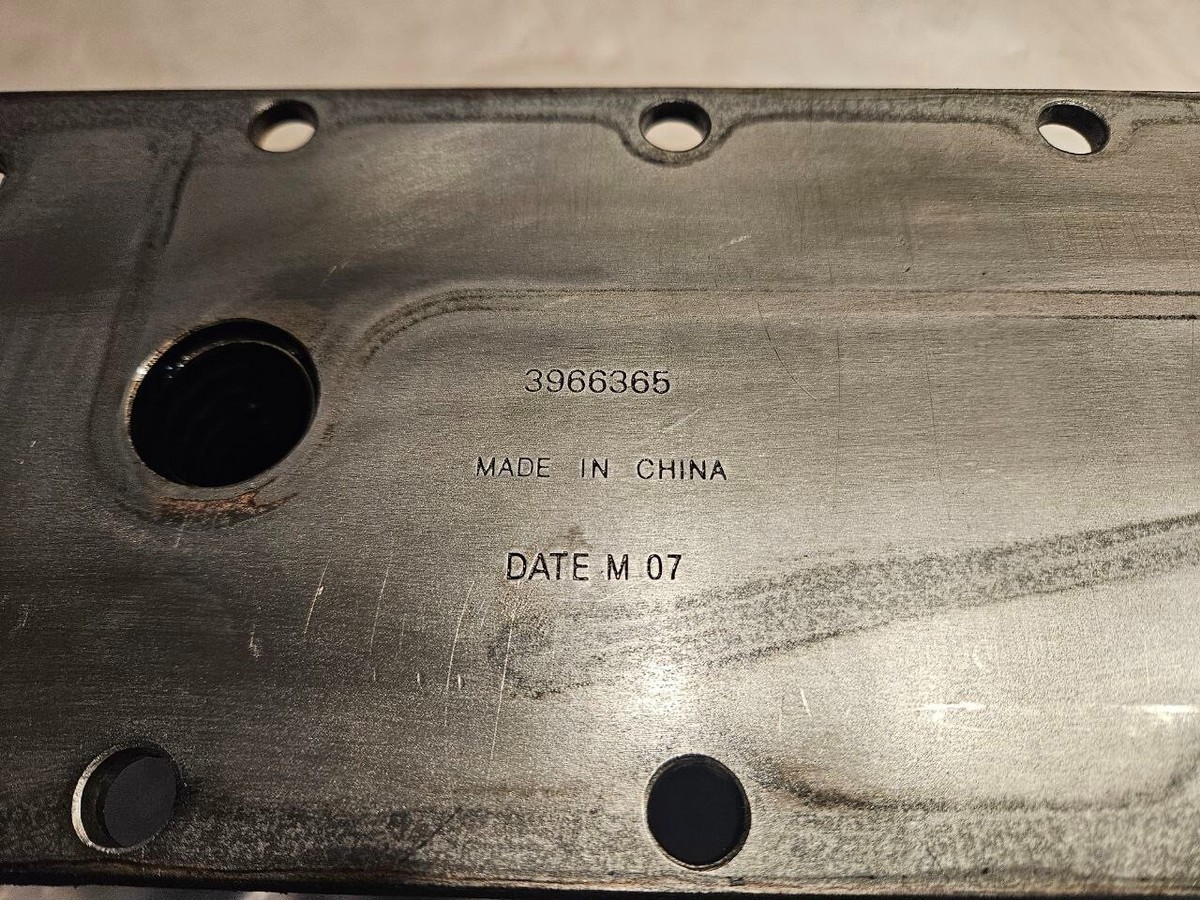 3966365
MADE IN CHINA
DATE M 07